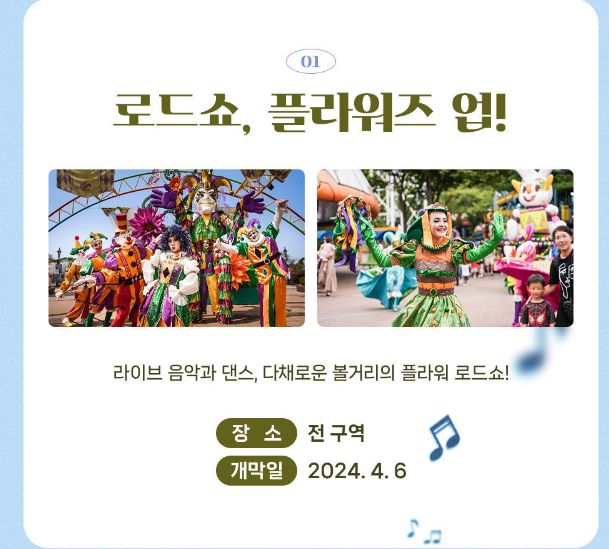 01
로드쇼, 플라워즈 업!
라이브 음악과 댄스, 다채로운 볼거리의 플라워 로드쇼!
장 소 전 구역
개막일 2024. 4. 6